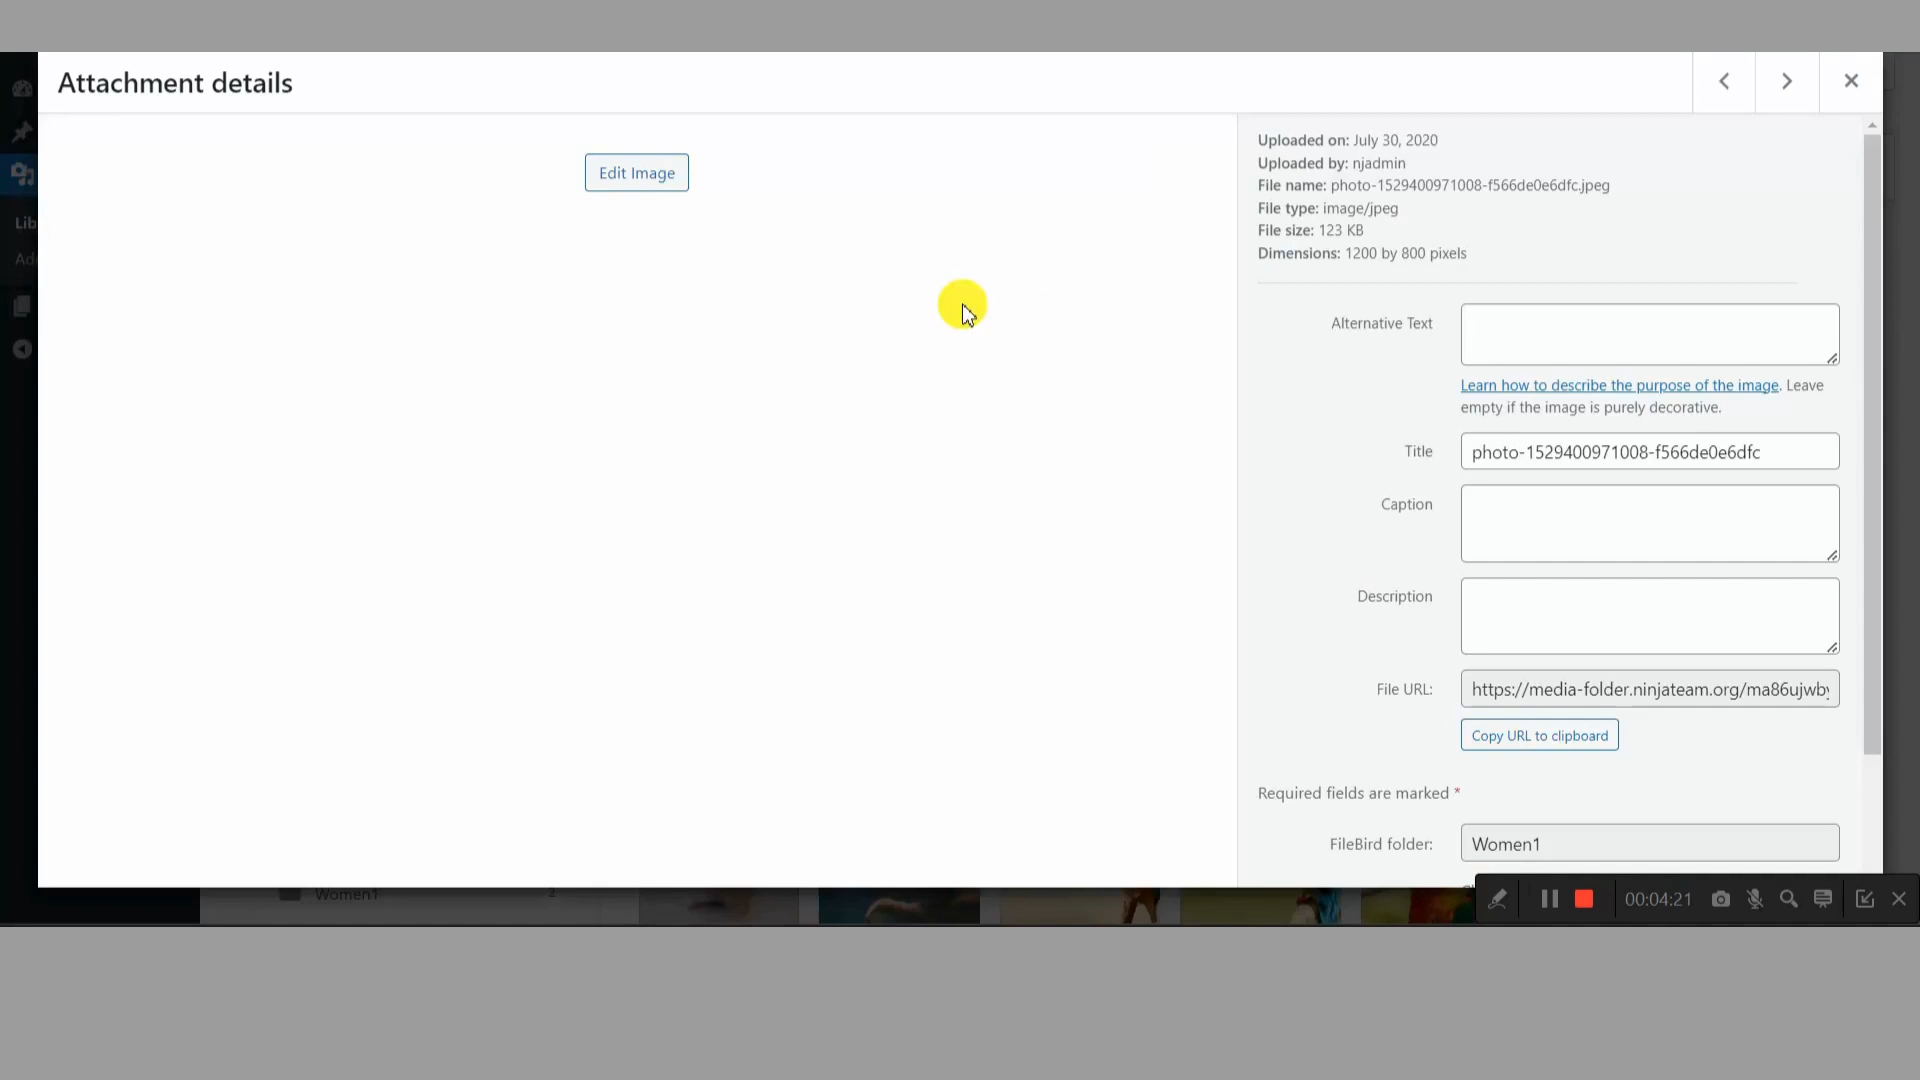 Attachment details
Edit Image
Uploaded on: July 30, 2020
Uploaded by: njadmin
File name: photo-1529400971008-f566de0e6dfc.jpeg
File type: image/jpeg
File size: 123 KB
Dimensions: 1200 by 800 pixels
Alternative Text
Learn how to describe the purpose of the image. Leave
empty if the image is purely decorative.
Title
photo-1529400971008-f566de0e6dfc
Caption
Description
File URL:
https://media-folder.ninjateam.org/ma86ujwby
Copy URL to clipboard
Required fields are marked *
FileBird folder:
Women1
Lib
Ad
Women1
2
00:04:21